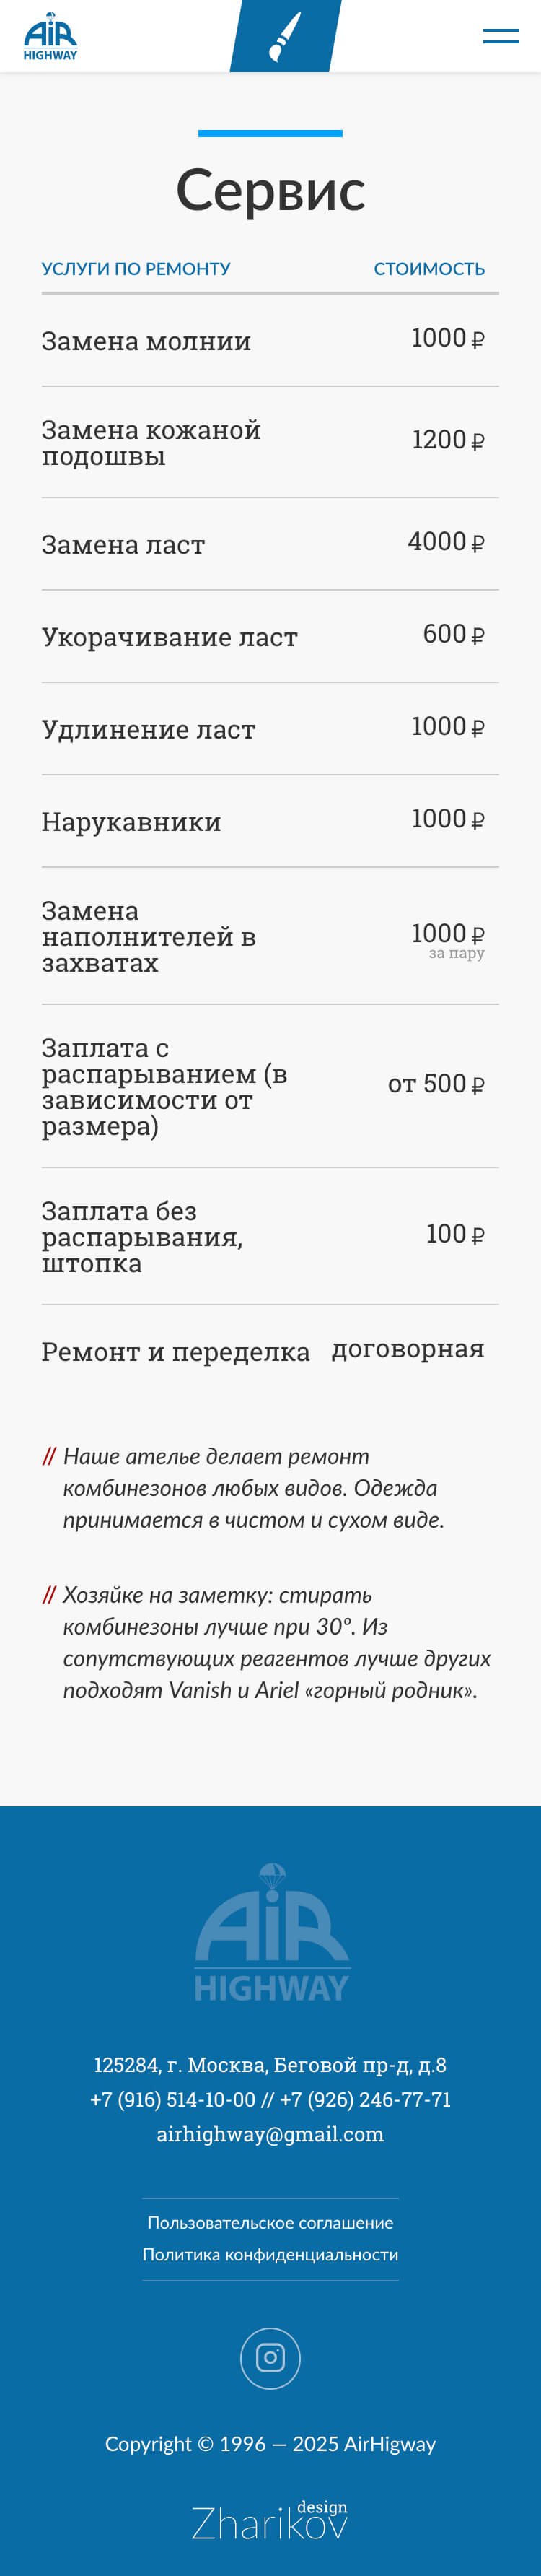 AiR
HIGHWAY
Сервис
УСЛУГИ ПО РЕМОНТУ СТОИМОСТЬ
Замена молнии 1000 ₽
Замена кожаной
подошвы
1200 ₽
Замена ласт 4000 ₽
Укорачивание ласт 600 ₽
Удлинение ласт 1000 ₽
Нарукавники 1000 ₽
Замена
наполнителей в
захватах
1000 ₽
за пару
Заплата с
распарыванием (в
зависимости от
размера)
от 500 ₽
Заплата без
распарывания,
штопка
100 ₽
Ремонт и переделка договорная
// Наше ателье делает ремонт
комбинезонов любых видов. Одежда
принимается в чистом и сухом виде.
// Хозяйке на заметку: стирать
комбинезоны лучше при 30°. Из
сопутствующих реагентов лучше других
подходят Vanish и Ariel «горный родник».
AiR
HIGHWAY
125284, г. Москва, Беговой пр-д, д.8
+7 (916) 514-10-00 // +7 (926) 246-77-71
airhighway@gmail.com
Пользовательское соглашение
Политика конфиденциальности
Copyright © 1996 — 2025 AirHigway
design
Zharikov